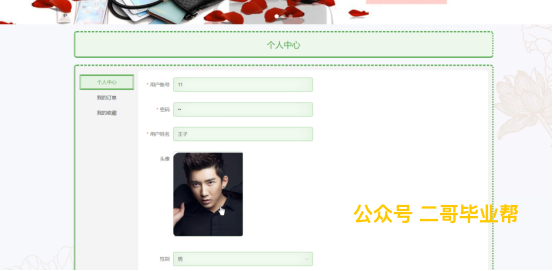 个人中心
个人中心
我的订单
我的收藏
* 用户账号
11
* 密码
**
* 用户姓名
王子
头像
公众号 二哥毕业帮
性别
男